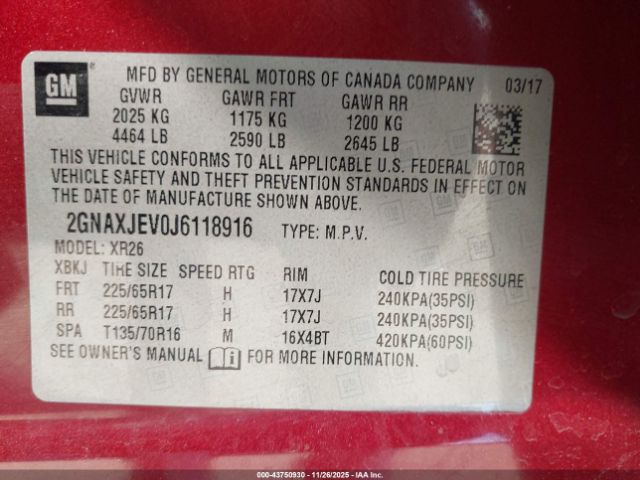 GM
MFD BY GENERAL MOTORS OF CANADA COMPANY 03/17
GVWR GAWR FRT GAWR RR
2025 KG 1175 KG 1200 KG
4464 LB 2590 LB 2645 LB
THIS VEHICLE CONFORMS TO ALL APPLICABLE U.S. FEDERAL MOTOR
VEHICLE SAFETY AND THEFT PREVENTION STANDARDS IN EFFECT ON
THE DATE OF MANUFACTURE SHOWN ABOVE.
2GNAXJEV0J6118916 TYPE: M.P.V.
MODEL: XR26
XBKJ TIRE SIZE SPEED RTG RIM COLD TIRE PRESSURE
FRT 225/65R17 H 17X7J 240KPA(35PSI)
RR 225/65R17 H 17X7J 240KPA(35PSI)
SPA T135/70R16 M 16X4BT 420KPA(60PSI)
SEE OWNER'S MANUAL i FOR MORE INFORMATION.
000-43750930 - 11/26/2025 - IAA, Inc.